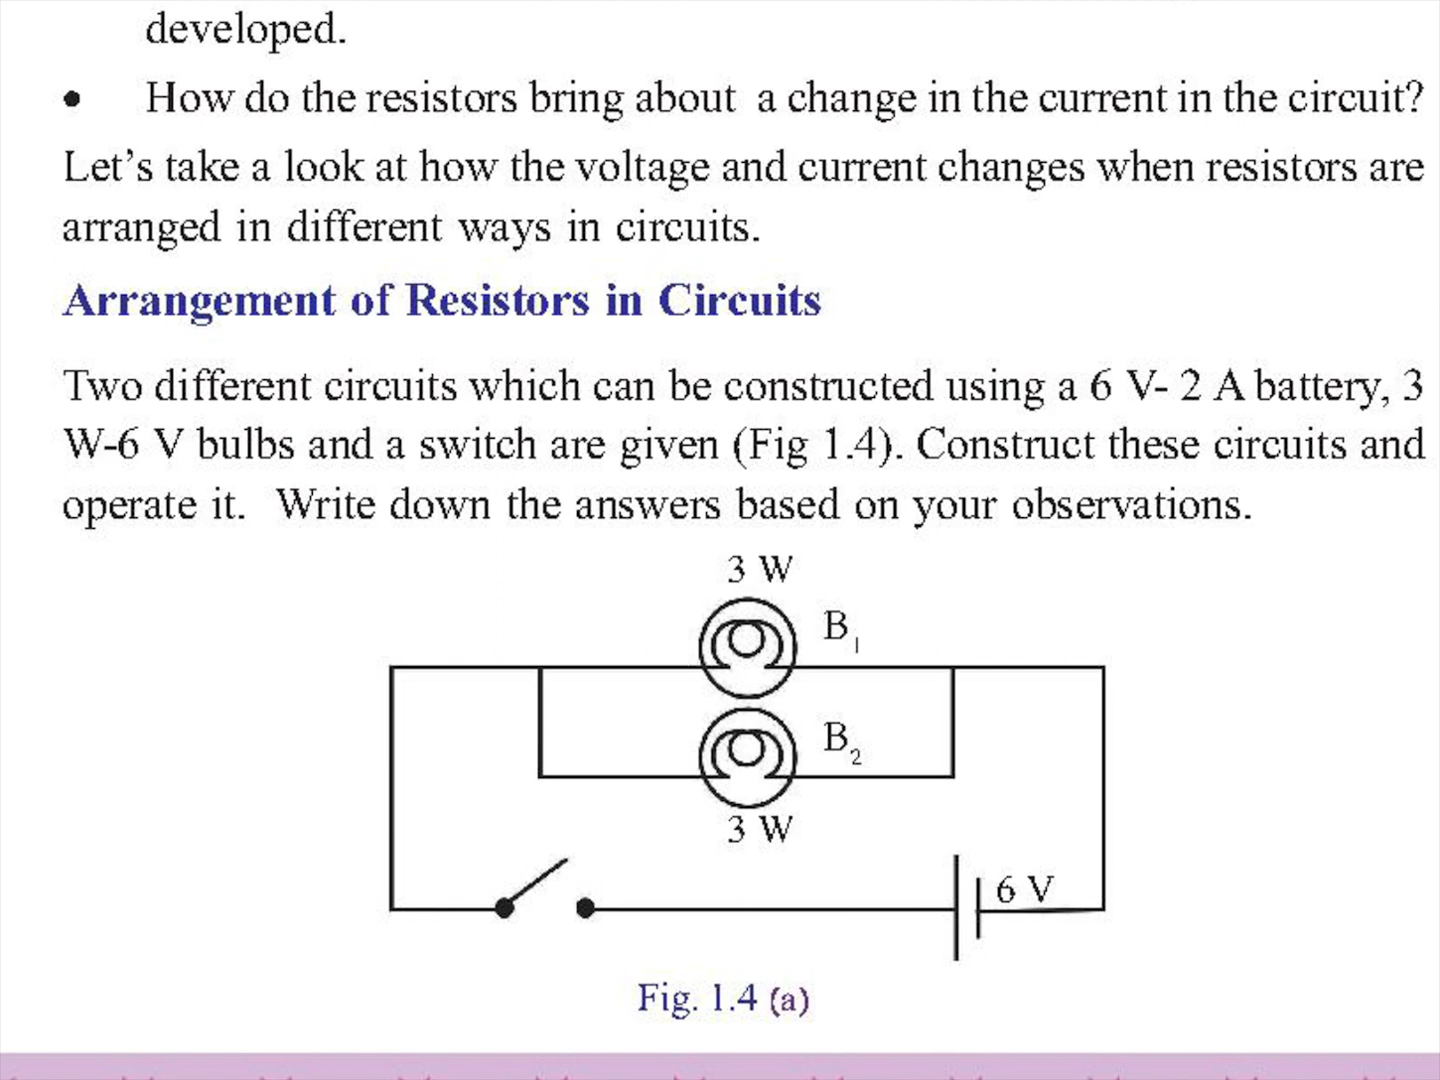 developed.
• How do the resistors bring about a change in the current in the circuit?
Let’s take a look at how the voltage and current changes when resistors are
arranged in different ways in circuits.
Arrangement of Resistors in Circuits
Two different circuits which can be constructed using a 6 V- 2 A battery, 3
W-6 V bulbs and a switch are given (Fig 1.4). Construct these circuits and
operate it. Write down the answers based on your observations.
3 W
B1
B2
3 W
6 V
Fig. 1.4 (a)